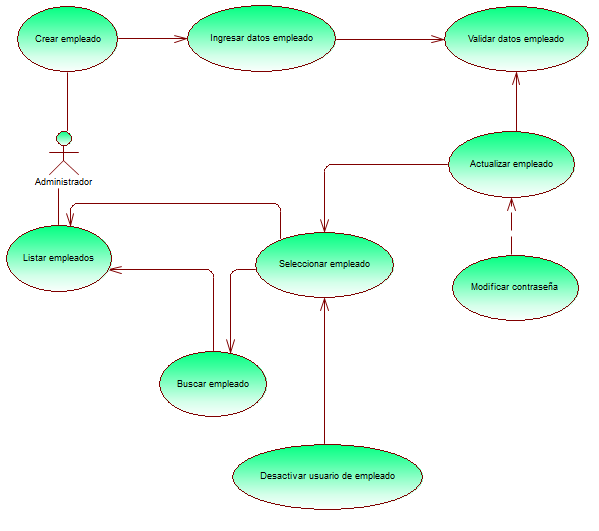 Crear empleado
Ingresar datos empleado
Validar datos empleado
Actualizar empleado
Administrador
Listar empleados
Seleccionar empleado
Modificar contraseña
Buscar empleado
Desactivar usuario de empleado